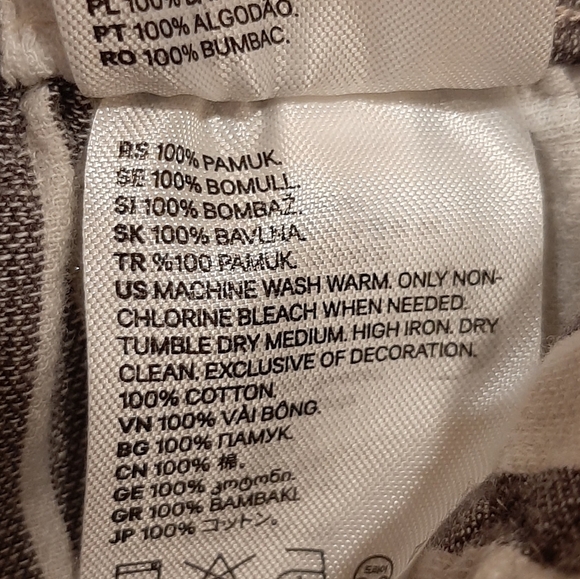 PT 100% ALGODÃO.
RO 100% BUMBAC.
RS 100% PAMUK.
SE 100% BOMULL.
SI 100% BOMBAŽ.
SK 100% BAVLNA.
TR %100 PAMUK.
US MACHINE WASH WARM. ONLY NON-
CHLORINE BLEACH WHEN NEEDED.
TUMBLE DRY MEDIUM. HIGH IRON. DRY
CLEAN. EXCLUSIVE OF DECORATION.
100% COTTON.
VN 100% VẢI BÔNG.
BG 100% ПАМУК.
CN 100% 棉。
GE 100% კოტონი.
GR 100% ΒΑΜΒΑΚΙ.
JP 100% コットン。